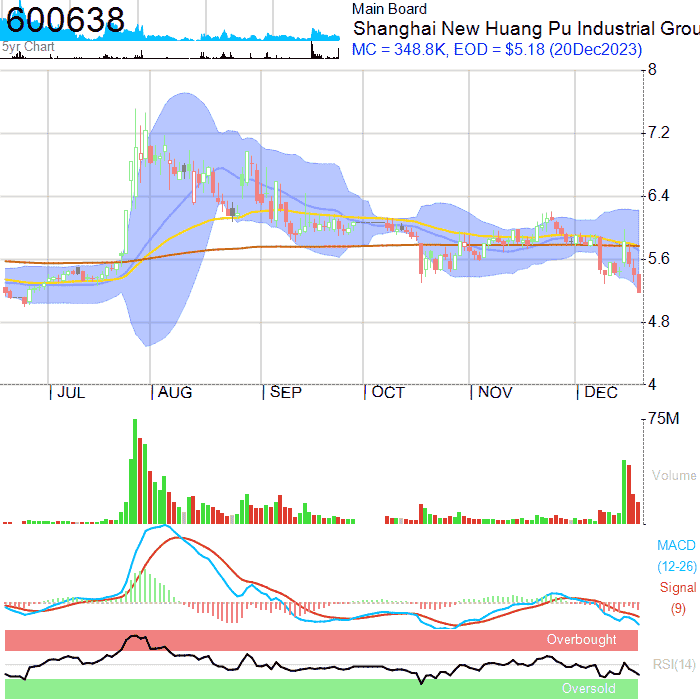 600638
5yr Chart
Main Board
Shanghai New Huang Pu Industrial Grou
MC = 348.8K, EOD = $5.18 (20Dec2023)
8
7.2
6.4
5.6
4.8
4
JUL AUG SEP OCT NOV DEC
75M
Volume
MACD
(12-26)
Signal
(9)
Overbought
RSI(14)
Oversold